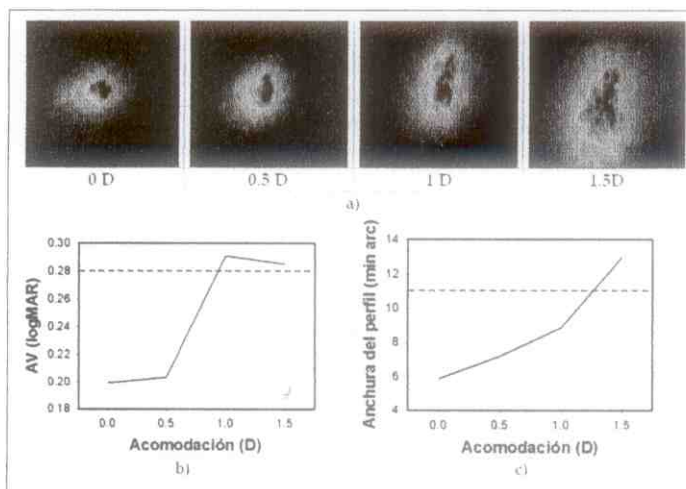 0 D 0.5 D 1 D 1.5D
a)
AV (logMAR)
0.30
0.28
0.26
0.24
0.22
0.20
0.18
0.0 0.5 1.0 1.5
Acomodación (D)
b)
Anchura del perfil (min arc)
14
12
10
8
6
4
0.0 0.5 1.0 1.5
Acomodación (D)
c)